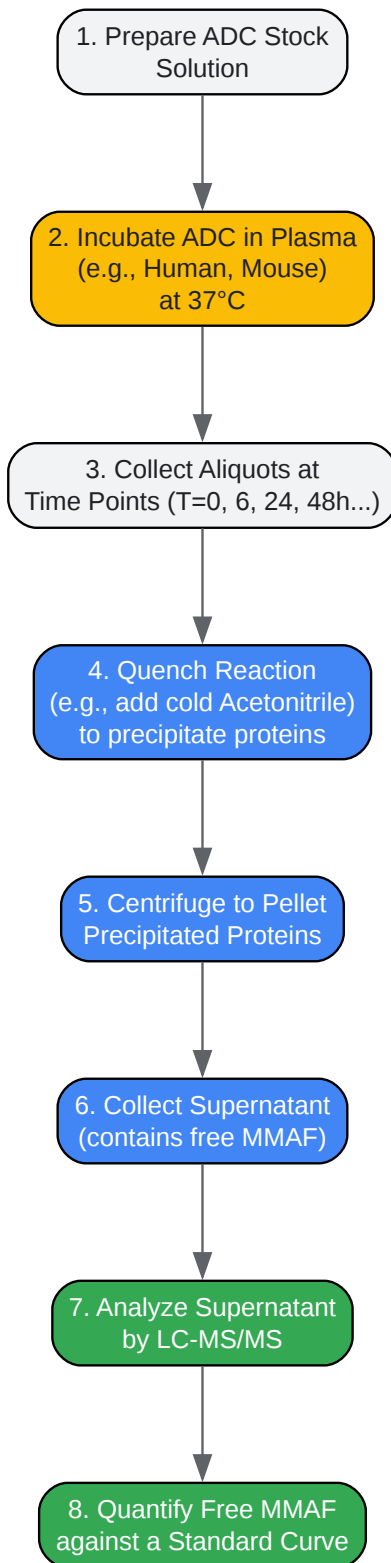 1. Prepare ADC Stock
Solution
2. Incubate ADC in Plasma
(e.g., Human, Mouse)
at 37°C
3. Collect Aliquots at
Time Points (T=0, 6, 24, 48h...)
4. Quench Reaction
(e.g., add cold Acetonitrile)
to precipitate proteins
5. Centrifuge to Pellet
Precipitated Proteins
6. Collect Supernatant
(contains free MMAF)
7. Analyze Supernatant
by LC-MS/MS
8. Quantify Free MMAF
against a Standard Curve